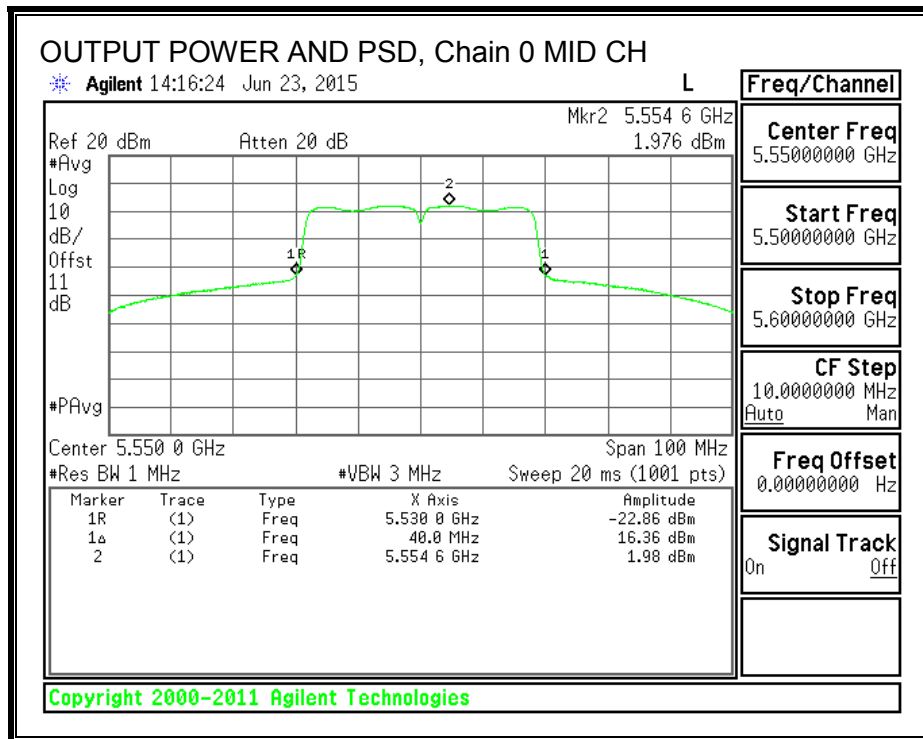 OUTPUT POWER AND PSD, Chain 0 MID CH
Agilent 14:16:24 Jun 23, 2015 L
Mkr2 5.554 6 GHz
Ref 20 dBm Atten 20 dB 1.976 dBm
#Avg
Log
10
dB/
Offst
11
dB
#PAvg
2
1R
1
Center 5.550 0 GHz Span 100 MHz
#Res BW 1 MHz #VBW 3 MHz Sweep 20 ms (1001 pts)
Marker Trace Type X Axis Amplitude
1R (1) Freq 5.530 0 GHz -22.86 dBm
1Δ (1) Freq 40.0 MHz 16.36 dBm
2 (1) Freq 5.554 6 GHz 1.98 dBm
Freq/Channel
Center Freq
5.55000000 GHz
Start Freq
5.50000000 GHz
Stop Freq
5.60000000 GHz
CF Step
10.0000000 MHz
Auto Man
Freq Offset
0.00000000 Hz
Signal Track
On Off
Copyright 2000-2011 Agilent Technologies